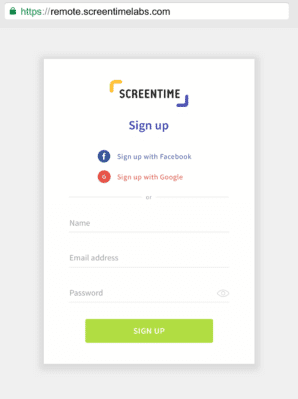 https://remote.screentimelabs.com
SCREENTIME
Sign up
f Sign up with Facebook
G Sign up with Google
or
Name
Email address
Password
SIGN UP